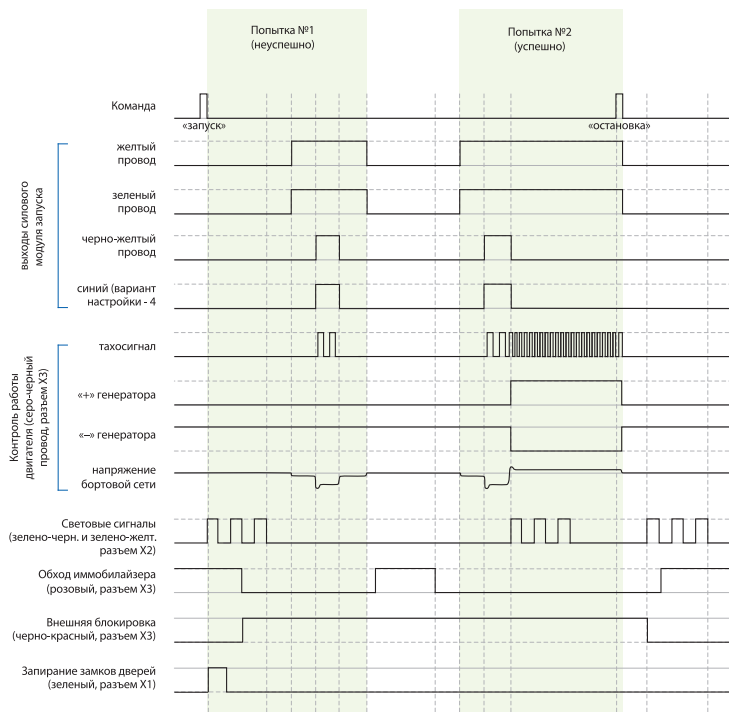 Попытка №1
(неуспешно)
Попытка №2
(успешно)
Команда
«запуск»
«остановка»
выходы силового
модуля запуска
желтый
провод
зеленый
провод
черно-желтый
провод
синий (вариант
настройки - 4
Контроль работы
двигателя (серо-черный
провод, разъем X3)
тахосигнал
«+» генератора
«–» генератора
напряжение
бортовой сети
Световые сигналы
(зелено-черн. и зелено-желт.
разъем X2)
Обход иммобилайзера
(розовый, разъем X3)
Внешняя блокировка
(черно-красный, разъем X3)
Запирание замков дверей
(зеленый, разъем X1)